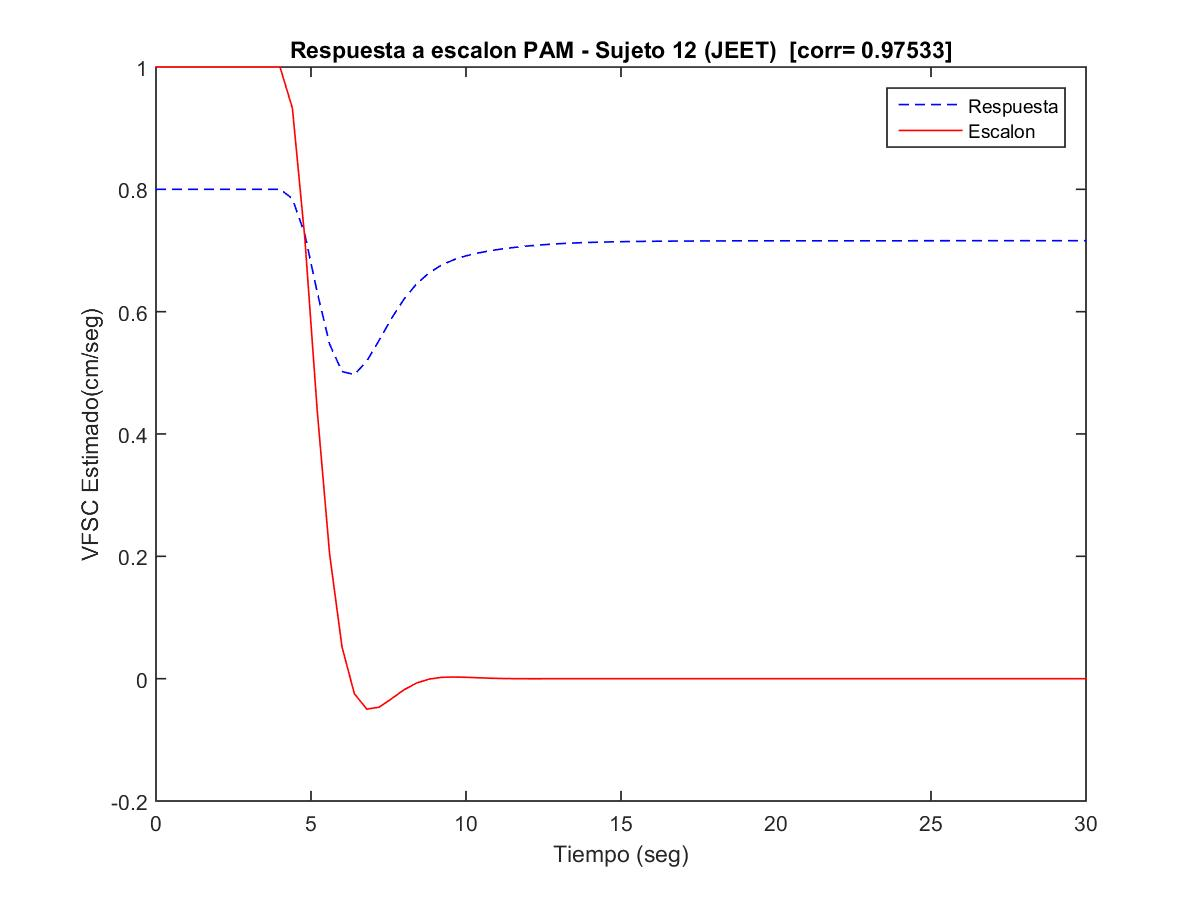 Respuesta a escalon PAM - Sujeto 12 (JEET) [corr= 0.97533]
Respuesta
Escalon
1
0.8
0.6
0.4
0.2
0
-0.2
VFSC Estimado(cm/seg)
0 5 10 15 20 25 30
Tiempo (seg)